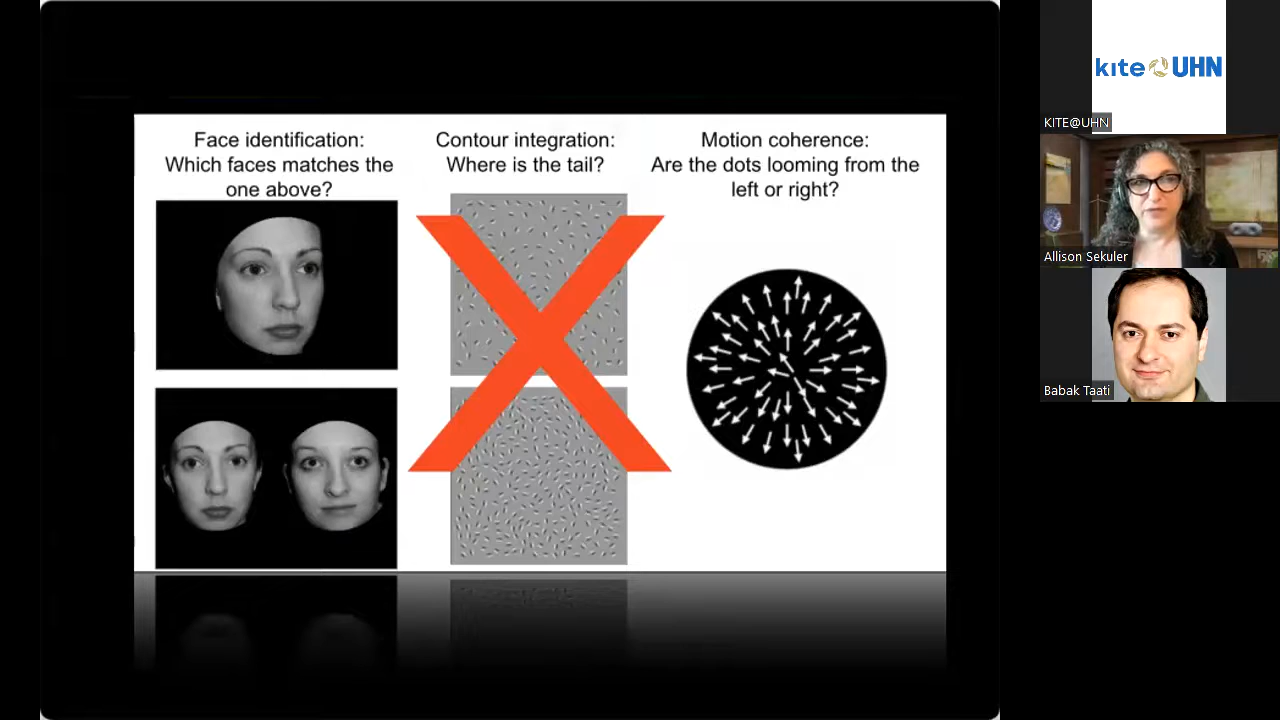 Face identification:
Which faces matches the
one above?
Contour integration:
Where is the tail?
Motion coherence:
Are the dots looming from the
left or right?
kite UHN
KITE@UHN
Allison Sekuler
Babak Taati